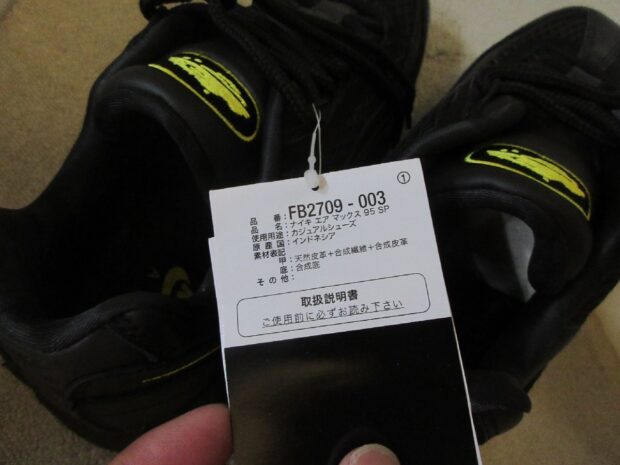 ①
品番:FB2709-003
品名:ナイキ エア マックス 95 SP
使用用途:カジュアルシューズ
原産国:インドネシア
素材表記
甲:天然皮革+合成繊維+合成皮革
底:合成底
その他:
取扱説明書
ご使用前に必ずお読み下さい